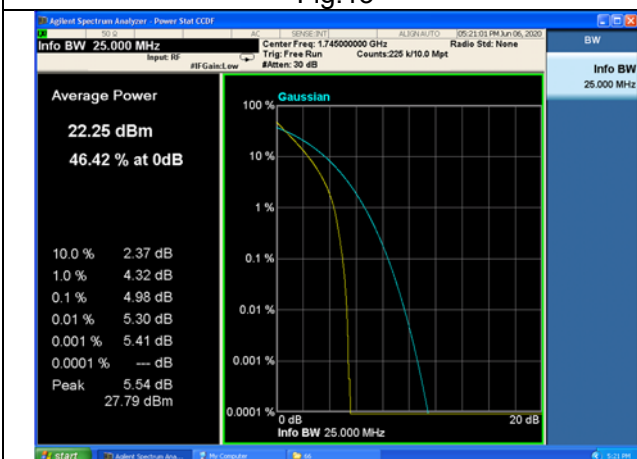 Agilent Spectrum Analyzer - Power Stat CCDF
50 Ω AC SENSE:INT ALIGN AUTO 05:21:01 PM Jun 06, 2020
Info BW 25.000 MHz
Center Freq: 1.745000000 GHz Radio Std: None
Input: RF Trig: Free Run Counts:225 k/10.0 Mpt
#IFGain:Low #Atten: 30 dB
BW
Info BW
25.000 MHz
Average Power
22.25 dBm
46.42 % at 0dB
10.0 % 2.37 dB
1.0 % 4.32 dB
0.1 % 4.98 dB
0.01 % 5.30 dB
0.001 % 5.41 dB
0.0001 % --- dB
Peak 5.54 dB
27.79 dBm
Gaussian
100 %
10 %
1 %
0.1 %
0.01 %
0.001 %
0.0001 %
0 dB 20 dB
Info BW 25.000 MHz
start Agilent Spectrum Ana... My Computer 66 5:21 PM